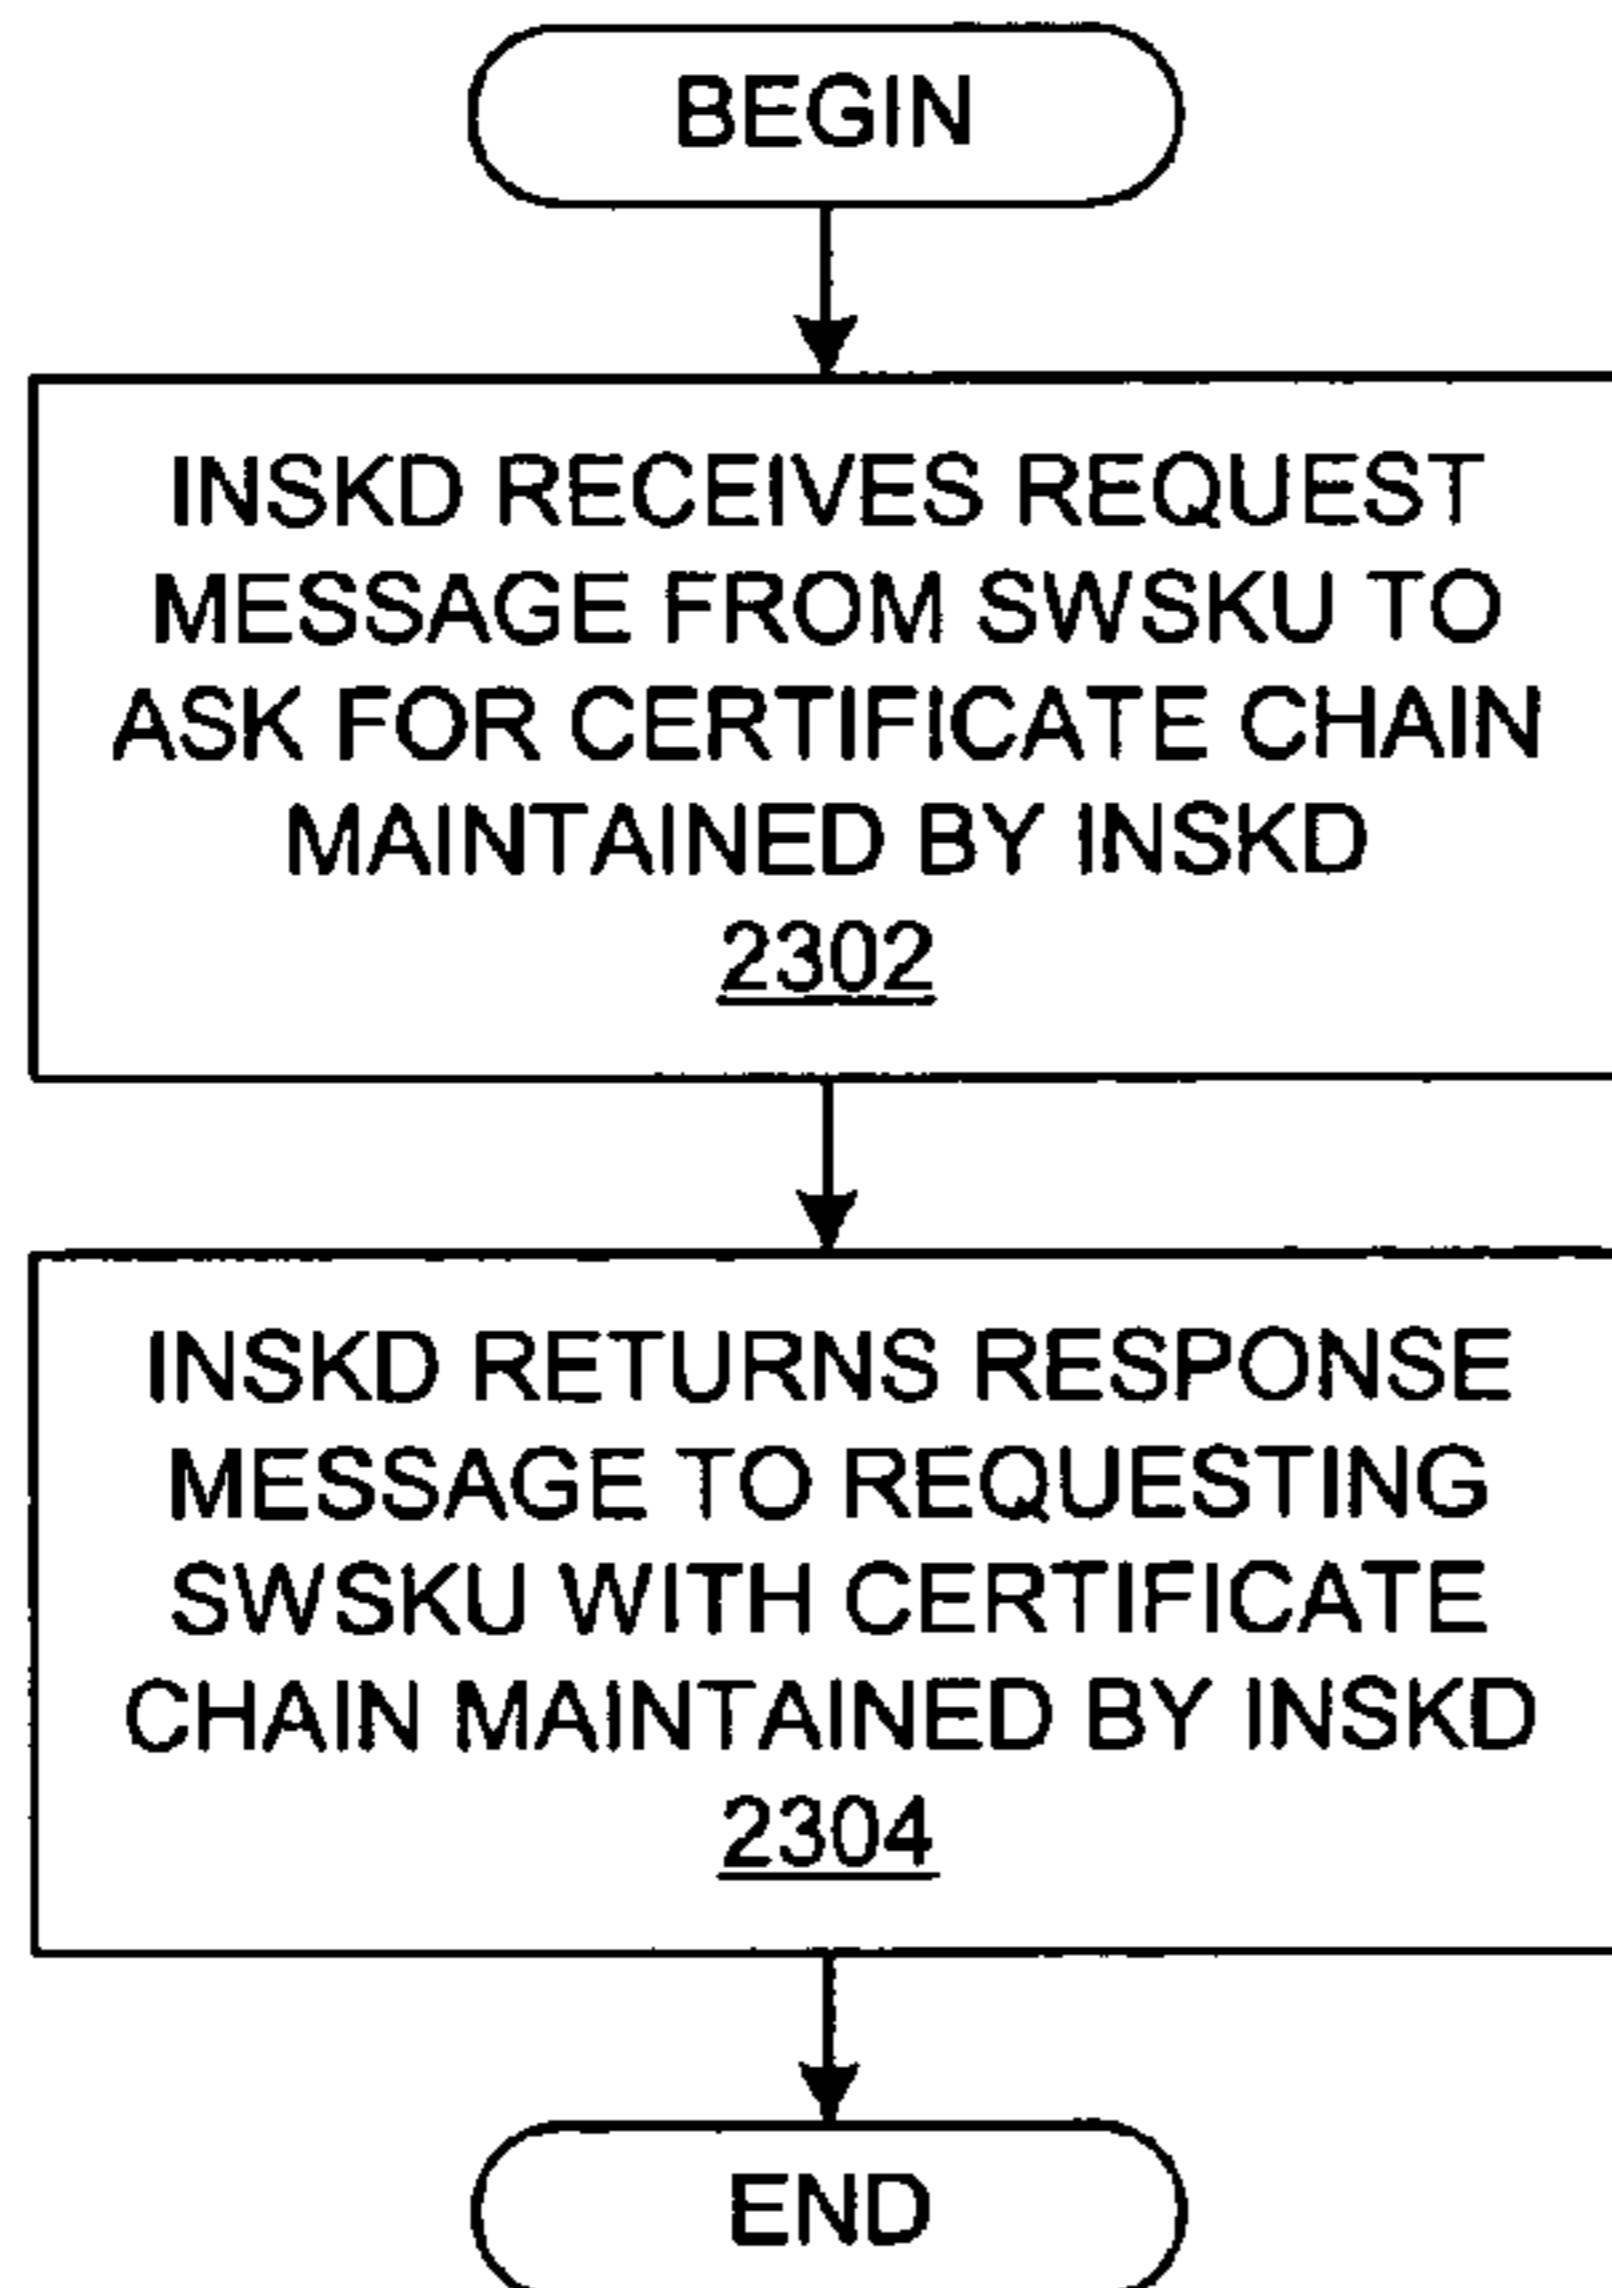 BEGIN
INSKD RECEIVES REQUEST
MESSAGE FROM SWSKU TO
ASK FOR CERTIFICATE CHAIN
MAINTAINED BY INSKD
2302
INSKD RETURNS RESPONSE
MESSAGE TO REQUESTING
SWSKU WITH CERTIFICATE
CHAIN MAINTAINED BY INSKD
2304
END